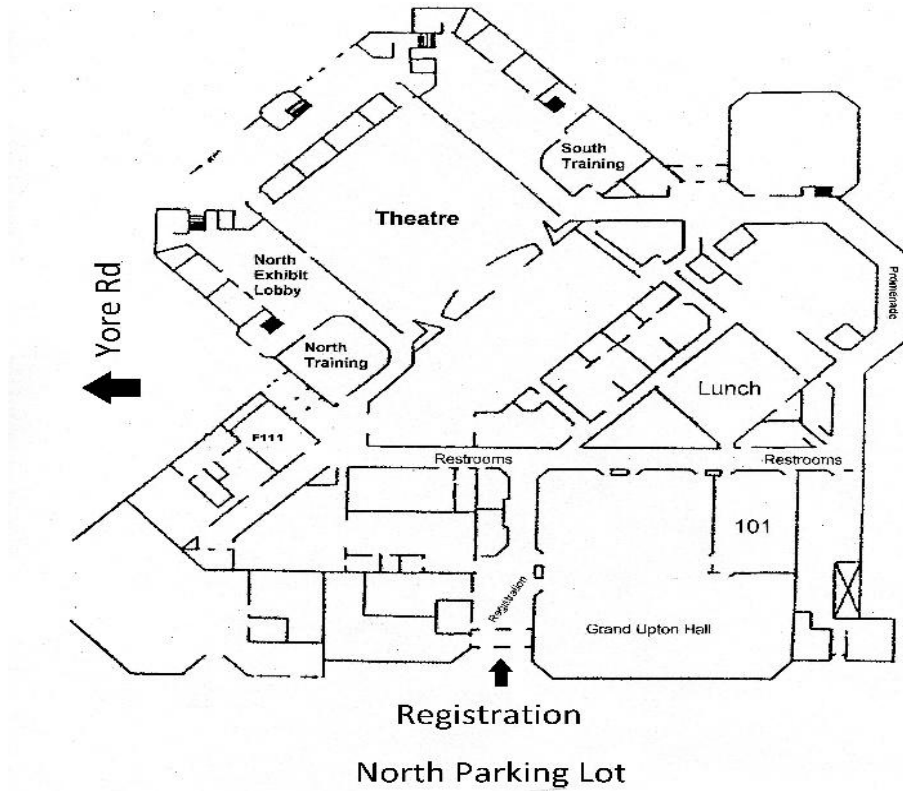 South
Training
Theatre
North
Exhibit
Lobby
Promenade
Yore Rd
North
Training
Lunch
F111
Restrooms
Restrooms
101
Registration
Grand Upton Hall
Registration
North Parking Lot